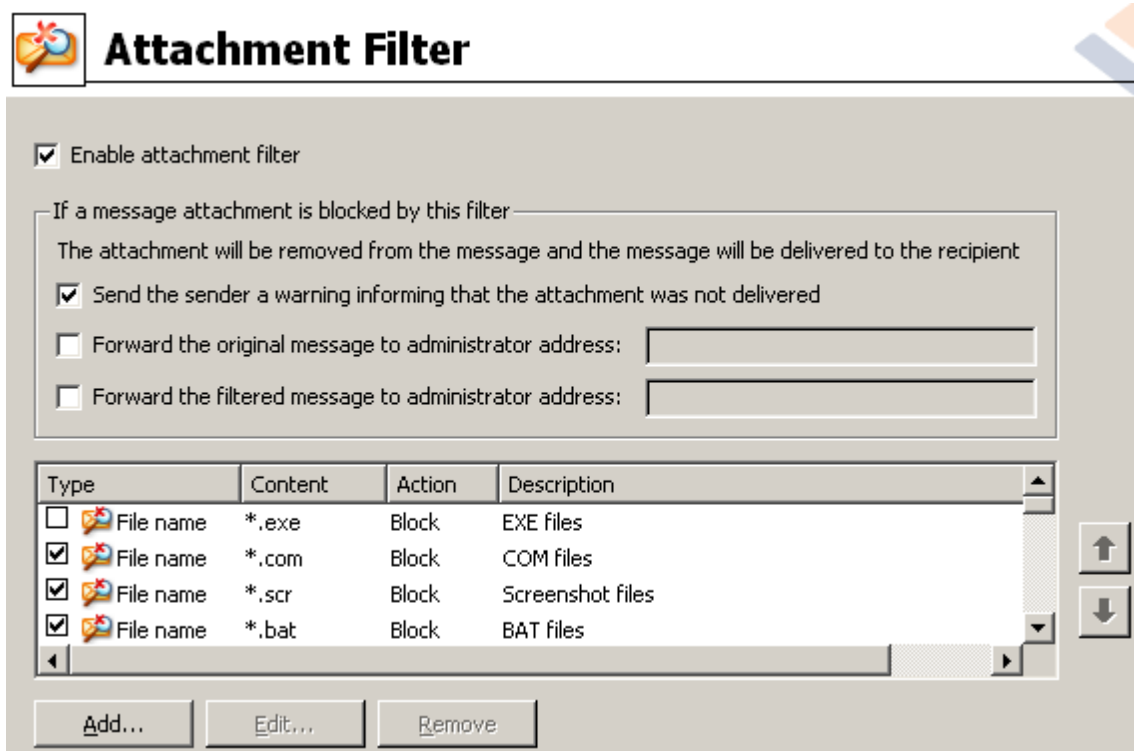 Attachment Filter
Enable attachment filter
If a message attachment is blocked by this filter
The attachment will be removed from the message and the message will be delivered to the recipient
Send the sender a warning informing that the attachment was not delivered
Forward the original message to administrator address:
Forward the filtered message to administrator address:
Type Content Action Description
File name *.exe Block EXE files
File name *.com Block COM files
File name *.scr Block Screenshot files
File name *.bat Block BAT files
Add... Edit... Remove